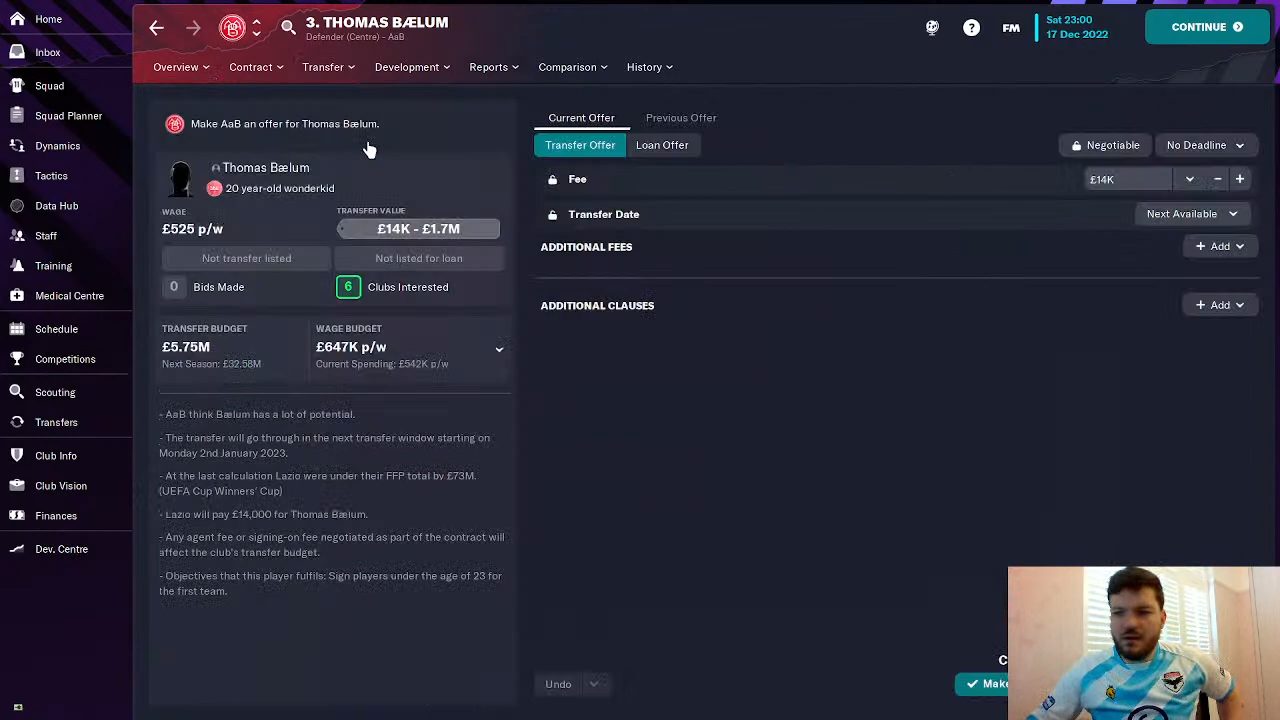 Home
Inbox
Squad
Squad Planner
Dynamics
Tactics
Data Hub
Staff
Training
Medical Centre
Schedule
Competitions
Scouting
Transfers
Club Info
Club Vision
Finances
Dev. Centre
3. THOMAS BÆLUM
Defender (Centre) - AaB
FM
Sat 23:00
17 Dec 2022
CONTINUE
Overview
Contract
Transfer
Development
Reports
Comparison
History
Make AaB an offer for Thomas Bælum.
Thomas Bælum
20 year-old wonderkid
WAGE
£525 p/w
TRANSFER VALUE
£14K - £1.7M
Not transfer listed
Not listed for loan
0 Bids Made
6 Clubs Interested
TRANSFER BUDGET
£5.75M
Next Season: £32.58M
WAGE BUDGET
£647K p/w
Current Spending: £542K p/w
- AaB think Bælum has a lot of potential.
- The transfer will go through in the next transfer window starting on
Monday 2nd January 2023.
- At the last calculation Lazio were under their FFP total by £73M.
(UEFA Cup Winners' Cup)
- Lazio will pay £14,000 for Thomas Bælum.
- Any agent fee or signing-on fee negotiated as part of the contract will
affect the club's transfer budget.
- Objectives that this player fulfils: Sign players under the age of 23 for
the first team.
Current Offer
Previous Offer
Transfer Offer
Loan Offer
Negotiable
No Deadline
Fee
£14K
Transfer Date
Next Available
ADDITIONAL FEES
Add
ADDITIONAL CLAUSES
Add
Undo